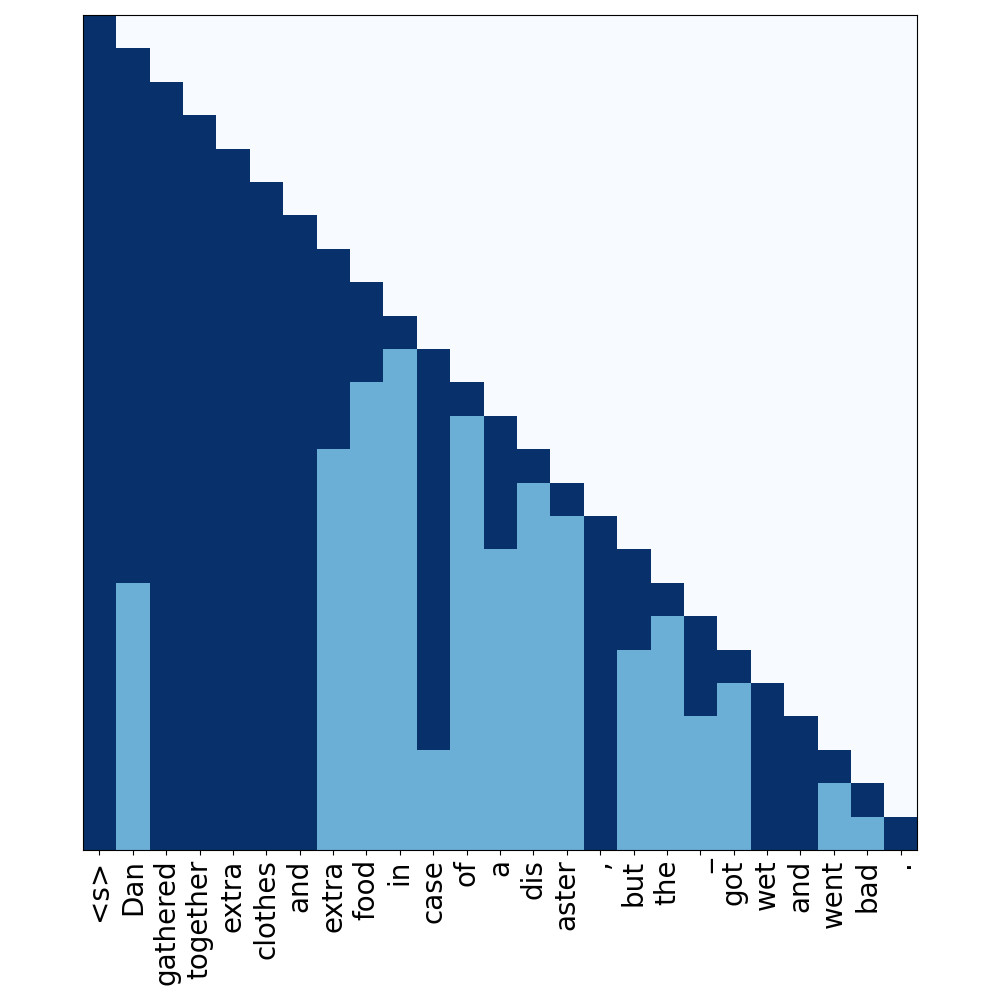 <s> Dan gathered together extra clothes and extra food in case of a dis aster , but the _ got wet and went bad .